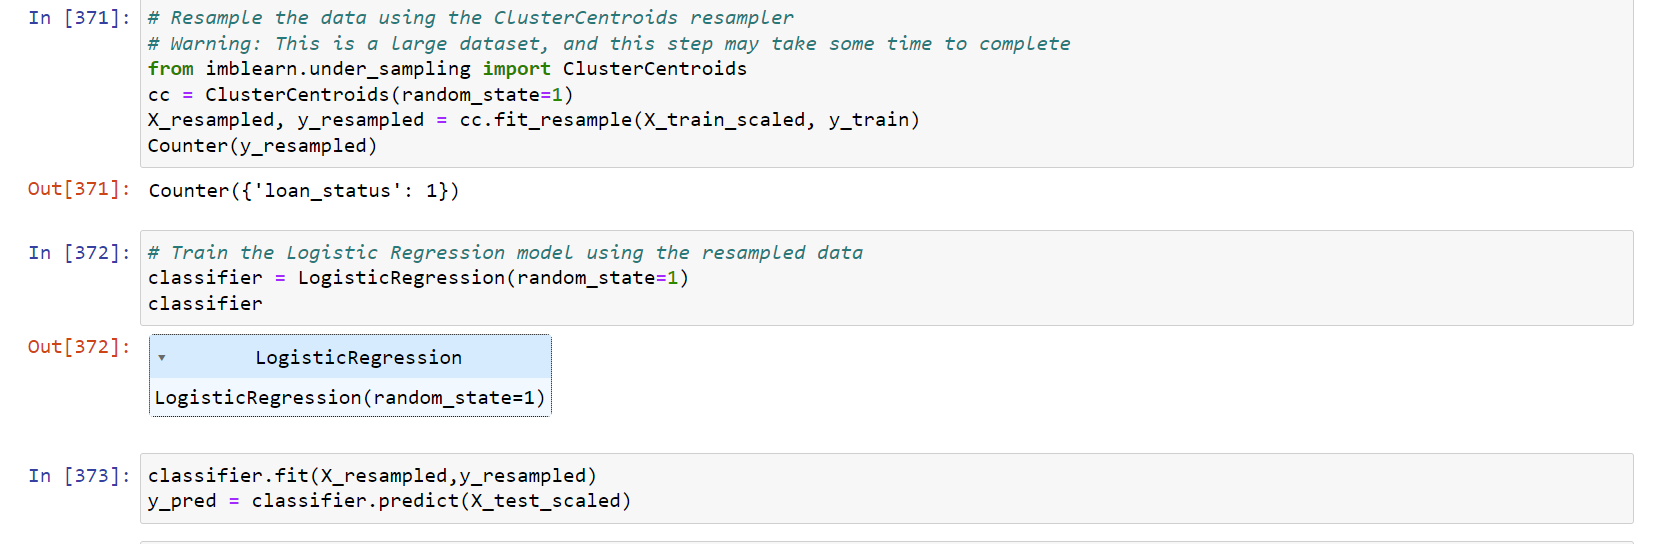 In [371]: # Resample the data using the ClusterCentroids resampler
# Warning: This is a large dataset, and this step may take some time to complete
from imblearn.under_sampling import ClusterCentroids
cc = ClusterCentroids(random_state=1)
X_resampled, y_resampled = cc.fit_resample(X_train_scaled, y_train)
Counter(y_resampled)
Out[371]: Counter({'loan_status': 1})
In [372]: # Train the Logistic Regression model using the resampled data
classifier = LogisticRegression(random_state=1)
classifier
Out[372]: ▾ LogisticRegression
LogisticRegression(random_state=1)
In [373]: classifier.fit(X_resampled,y_resampled)
y_pred = classifier.predict(X_test_scaled)